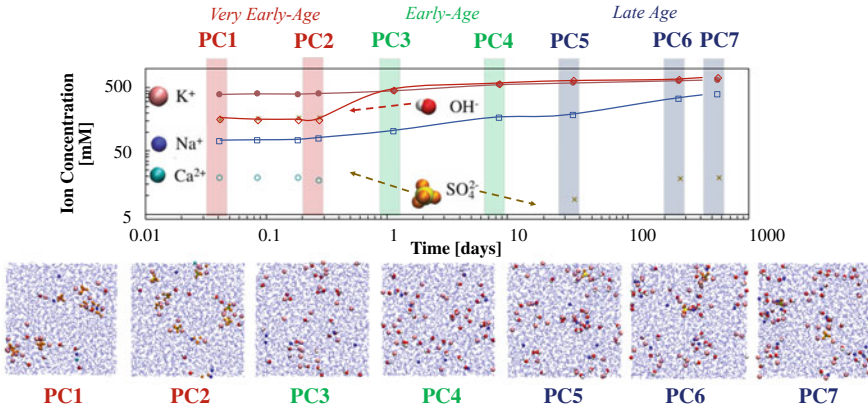 Very Early-Age Early-Age Late Age
PC1 PC2 PC3 PC4 PC5 PC6 PC7
Ion Concentration
[mM]
500
50
5
K⁺
Na⁺
Ca²⁺
OH⁻
SO₄²⁻
0.01 0.1 1 10 100 1000
Time [days]
PC1 PC2 PC3 PC4 PC5 PC6 PC7